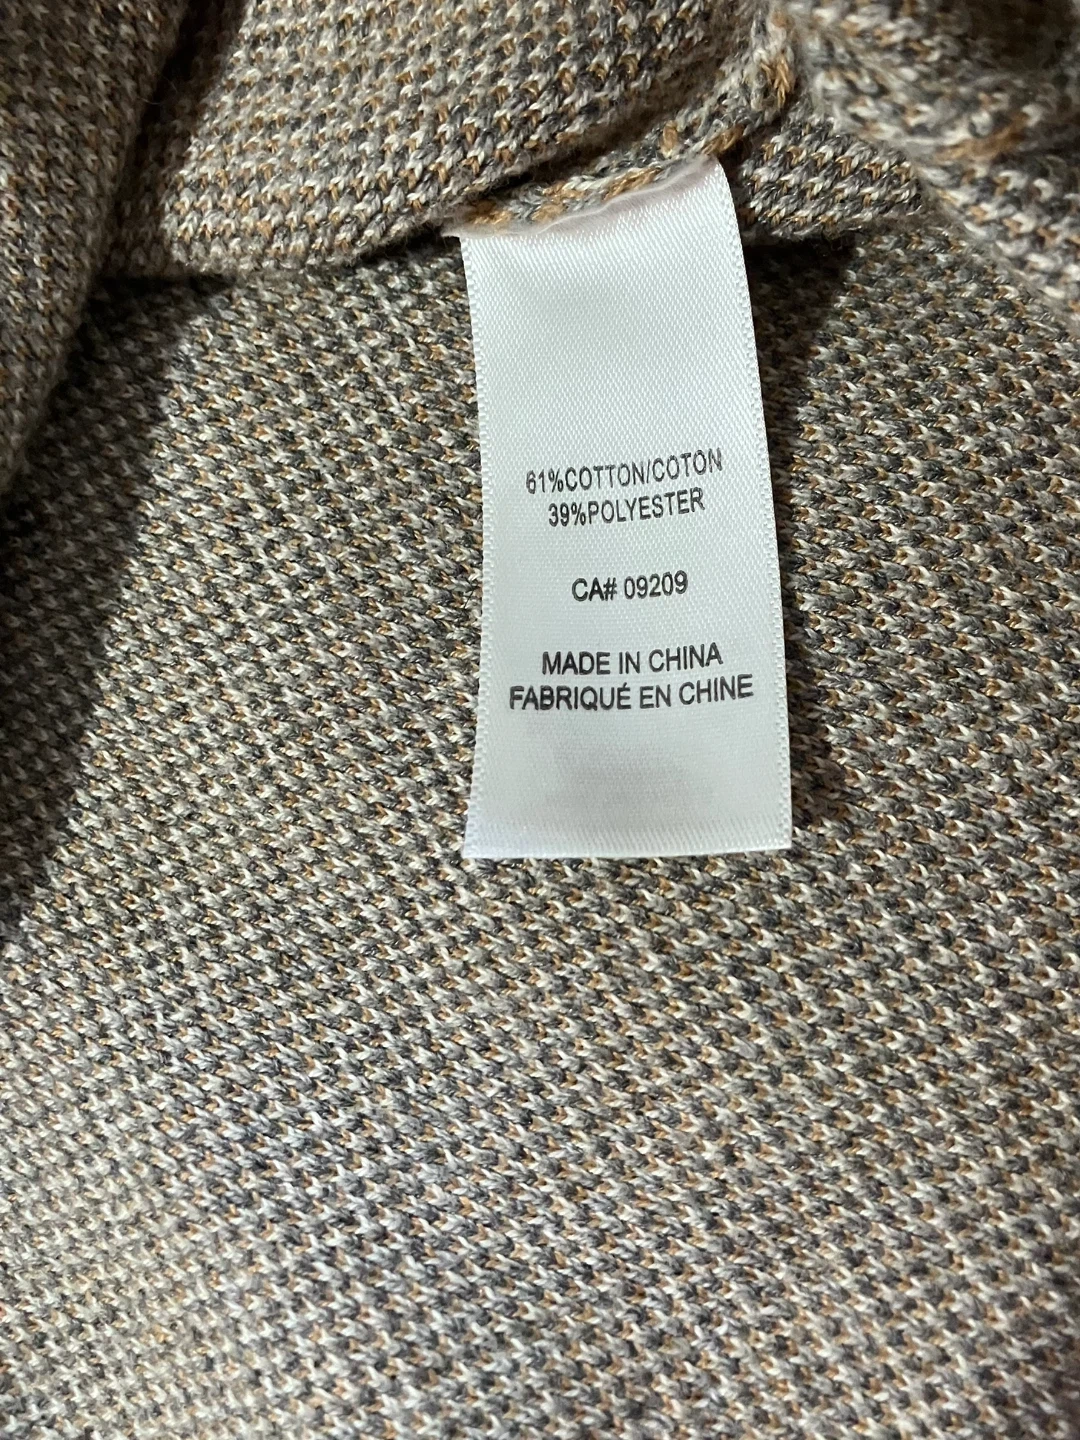 61%COTTON/COTON
39%POLYESTER
CA# 09209
MADE IN CHINA
FABRIQUÉ EN CHINE